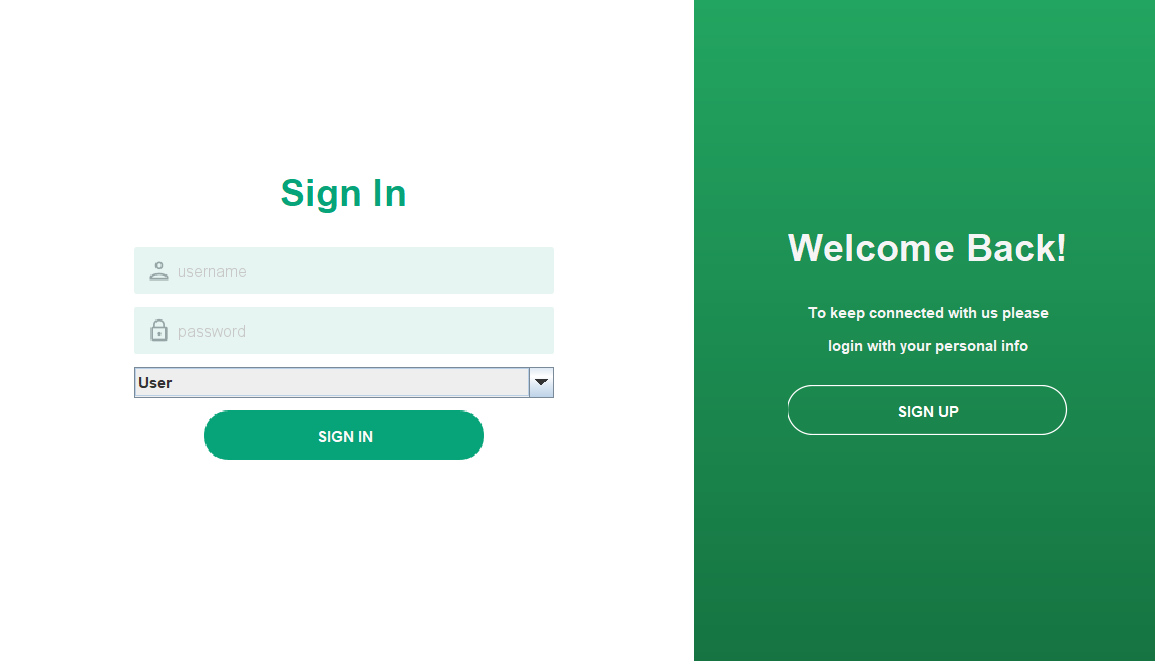 Sign In
username
password
User
SIGN IN
Welcome Back!
To keep connected with us please
login with your personal info
SIGN UP